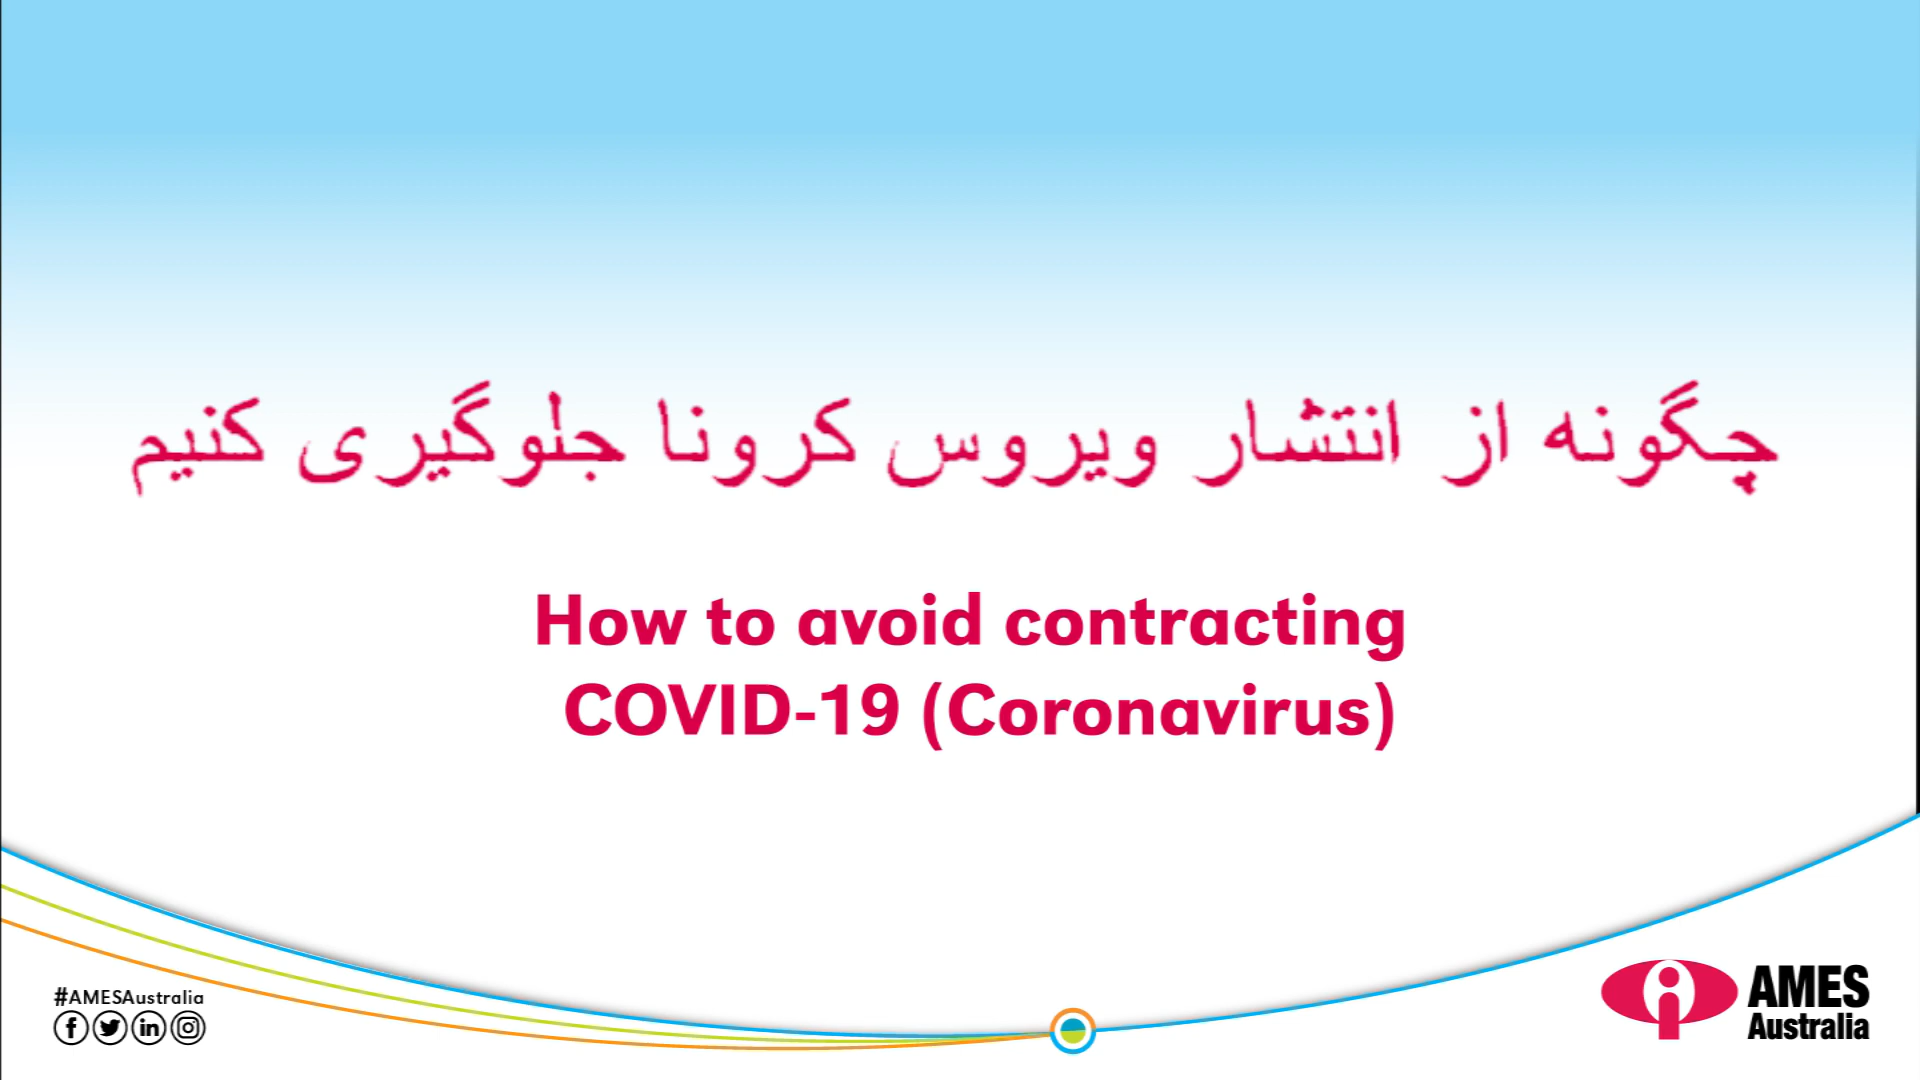 چگونه از انتشار ویروس کرونا جلوگیری کنیم
How to avoid contracting
COVID-19 (Coronavirus)
#AMESAustralia
AMES
Australia